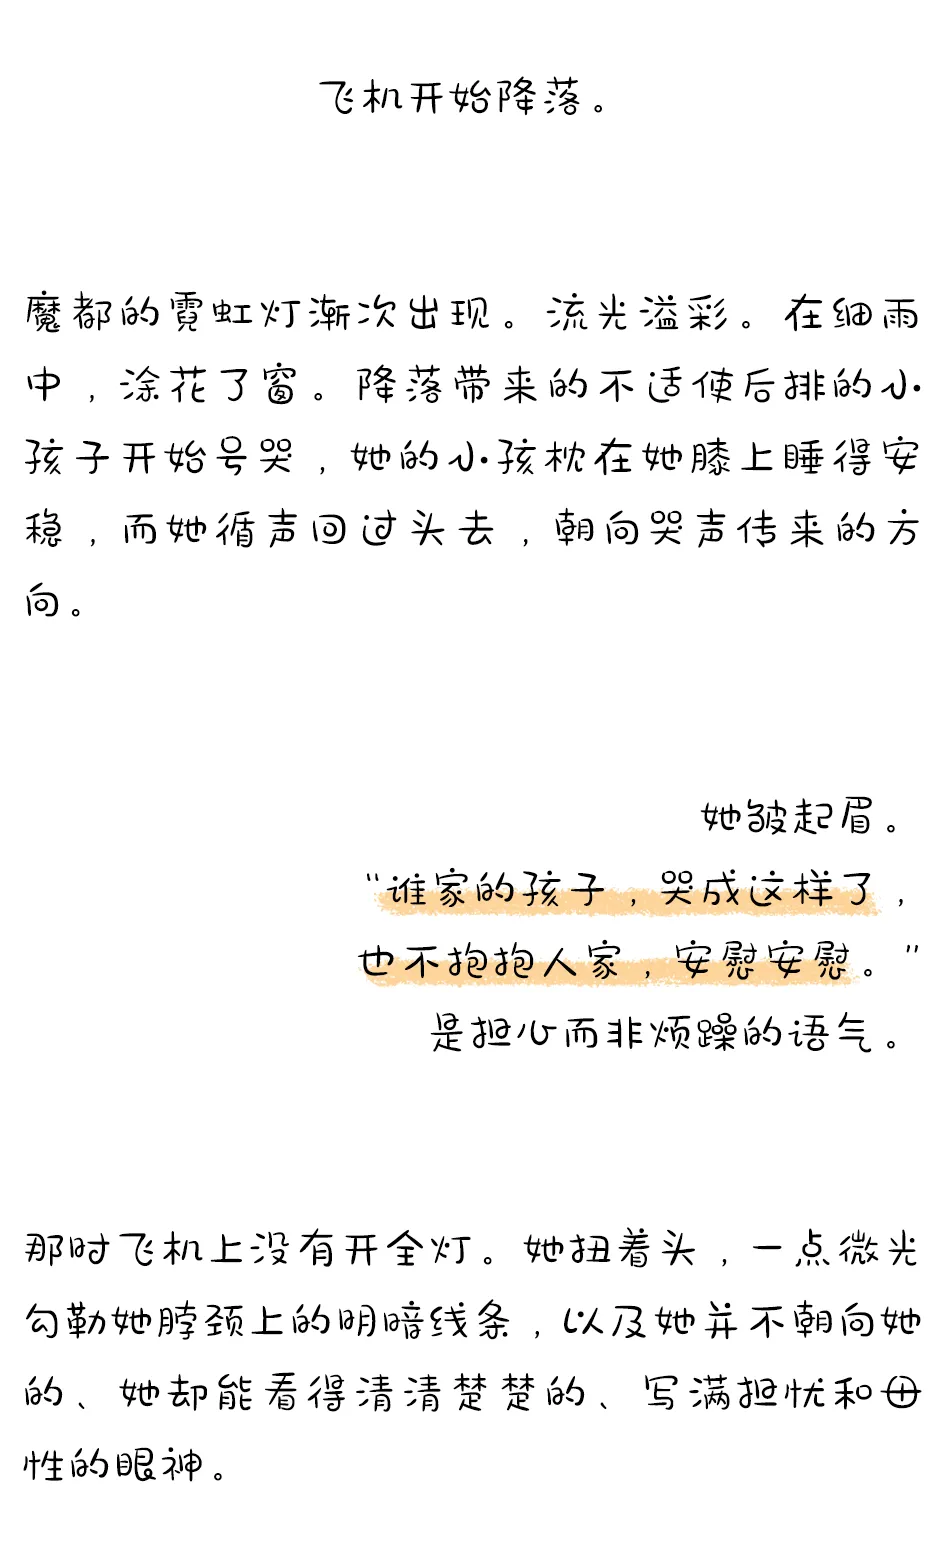 飞机开始降落。
魔都的霓虹灯渐次出现。流光溢彩。在细雨
中，涂花了窗。降落带来的不适使后排的小
孩子开始号哭，她的小孩枕在她膝上睡得安
稳，而她循声回过头去，朝向哭声传来的方
向。
她皱起眉。
“谁家的孩子，哭成这样了，
也不抱抱人家，安慰安慰。”
是担心而非烦躁的语气。
那时飞机上没有开全灯。她扭着头，一点微光
勾勒她脖颈上的明暗线条，以及她并不朝向她
的、她却能看得清清楚楚的、写满担忧和母
性的眼神。